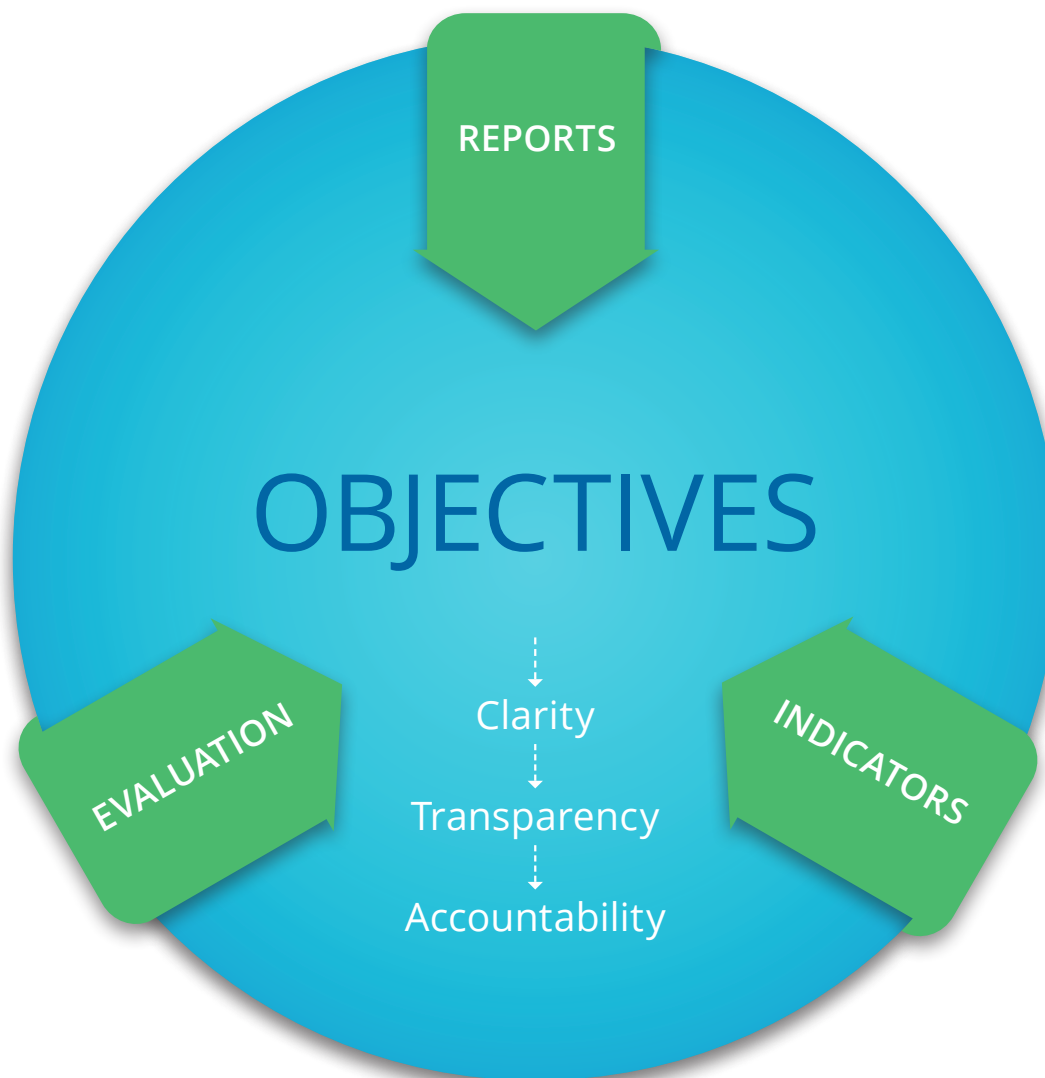 REPORTS
OBJECTIVES
EVALUATION
INDICATORS
Clarity
Transparency
Accountability